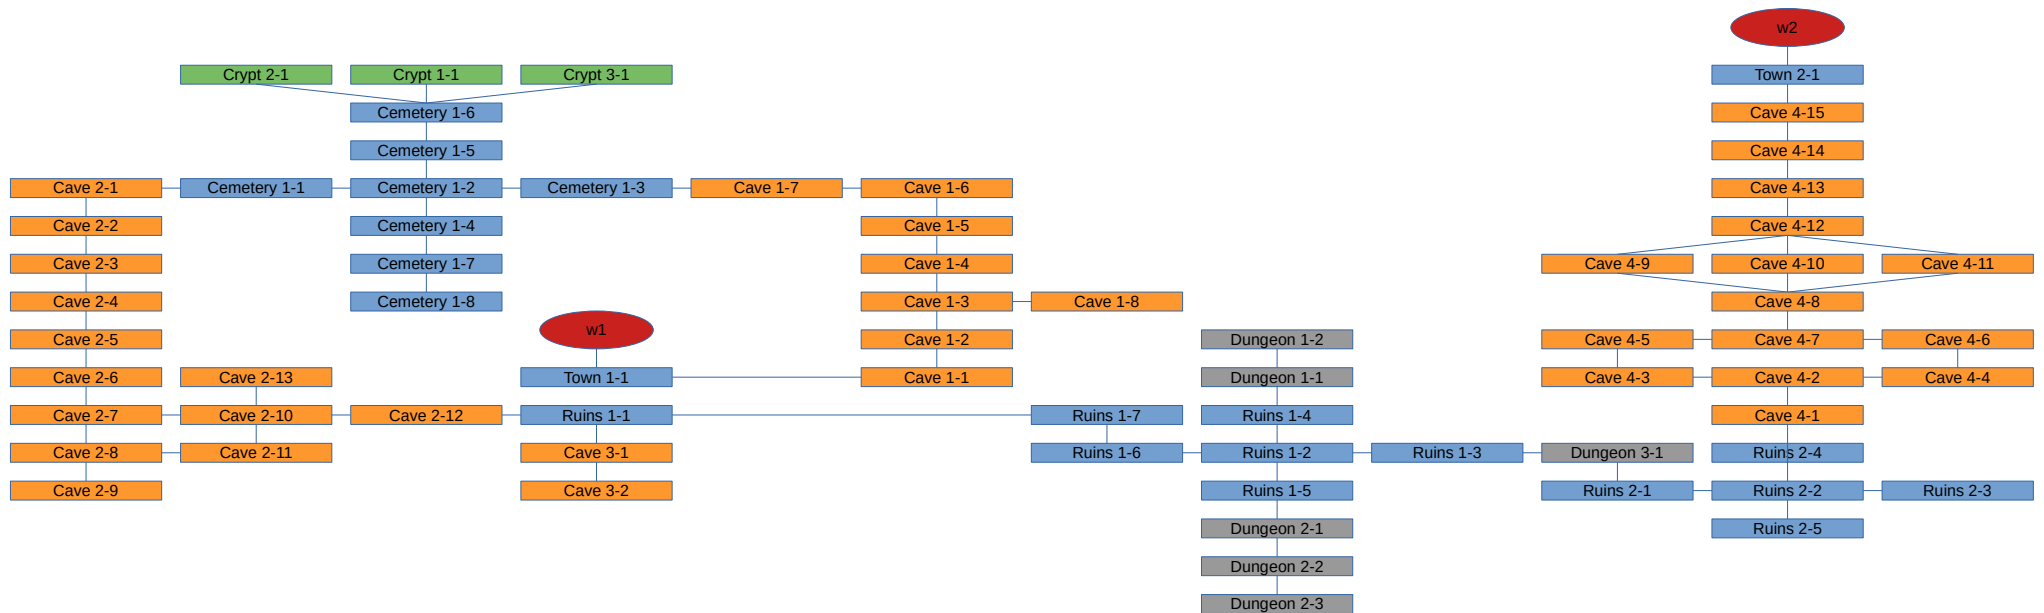 w2
Crypt 2-1
Crypt 1-1
Crypt 3-1
Town 2-1
Cemetery 1-6
Cave 4-15
Cemetery 1-5
Cave 4-14
Cave 2-1
Cemetery 1-1
Cemetery 1-2
Cemetery 1-3
Cave 1-7
Cave 1-6
Cave 4-13
Cave 2-2
Cemetery 1-4
Cave 1-5
Cave 4-12
Cave 2-3
Cemetery 1-7
Cave 1-4
Cave 4-9
Cave 4-10
Cave 4-11
Cave 2-4
Cemetery 1-8
Cave 1-3
Cave 1-8
Cave 4-8
w1
Cave 2-5
Cave 1-2
Dungeon 1-2
Cave 4-5
Cave 4-7
Cave 4-6
Cave 2-6
Cave 2-13
Town 1-1
Cave 1-1
Dungeon 1-1
Cave 4-3
Cave 4-2
Cave 4-4
Cave 2-7
Cave 2-10
Cave 2-12
Ruins 1-1
Ruins 1-7
Ruins 1-4
Cave 4-1
Cave 2-8
Cave 2-11
Cave 3-1
Ruins 1-6
Ruins 1-2
Ruins 1-3
Dungeon 3-1
Ruins 2-4
Cave 2-9
Cave 3-2
Ruins 1-5
Ruins 2-1
Ruins 2-2
Ruins 2-3
Dungeon 2-1
Ruins 2-5
Dungeon 2-2
Dungeon 2-3